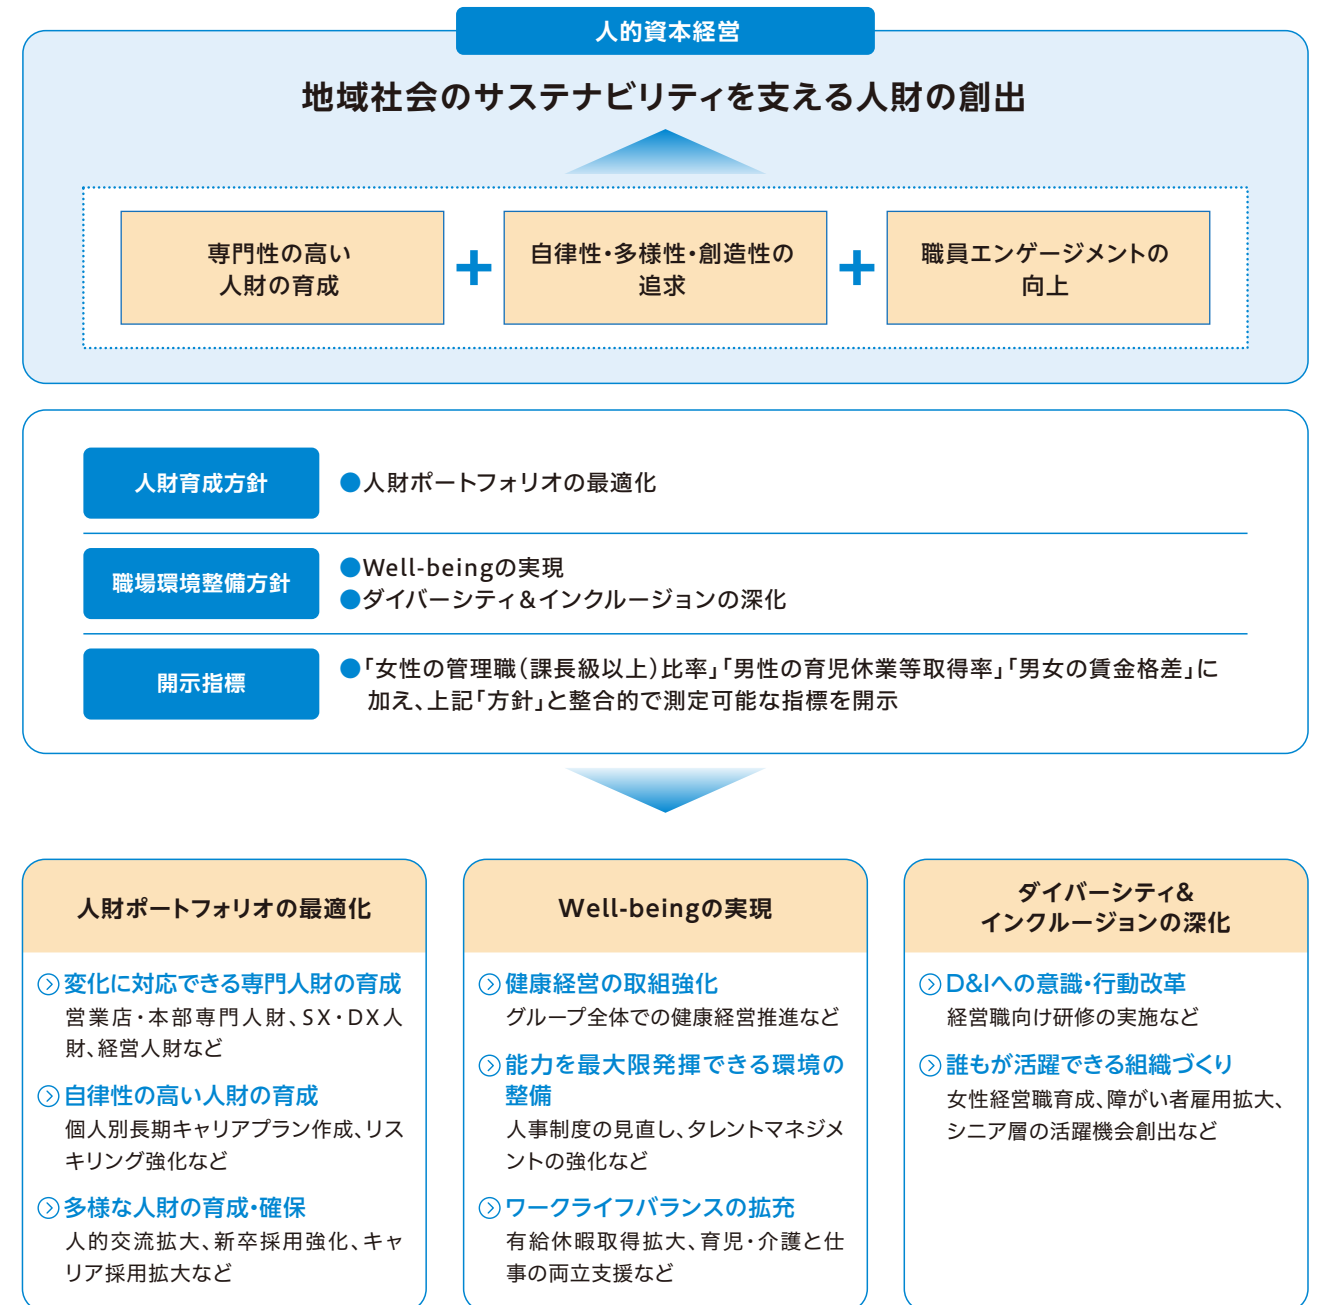 人的資本経営
地域社会のサステナビリティを支える人財の創出
専門性の高い
人財の育成
+
自律性・多様性・創造性の
追求
+
職員エンゲージメントの
向上
人財育成方針
●人財ポートフォリオの最適化
職場環境整備方針
●Well-beingの実現
●ダイバーシティ&インクルージョンの深化
開示指標
●「女性の管理職（課長級以上）比率」「男性の育児休業等取得率」「男女の賃金格差」に
加え、上記「方針」と整合的で測定可能な指標を開示
人財ポートフォリオの最適化
変化に対応できる専門人財の育成
営業店・本部専門人財、SX・DX人
財、経営人財など
自律性の高い人財の育成
個人別長期キャリアプラン作成、リス
キリング強化など
多様な人財の育成・確保
人的交流拡大、新卒採用強化、キャ
リア採用拡大など
Well-beingの実現
健康経営の取組強化
グループ全体での健康経営推進など
能力を最大限発揮できる環境の
整備
人事制度の見直し、タレントマネジメ
ントの強化など
ワークライフバランスの拡充
有給休暇取得拡大、育児・介護と仕
事の両立支援など
ダイバーシティ&
インクルージョンの深化
D&Iへの意識・行動改革
経営職向け研修の実施など
誰もが活躍できる組織づくり
女性経営職育成、障がい者雇用拡大、
シニア層の活躍機会創出など